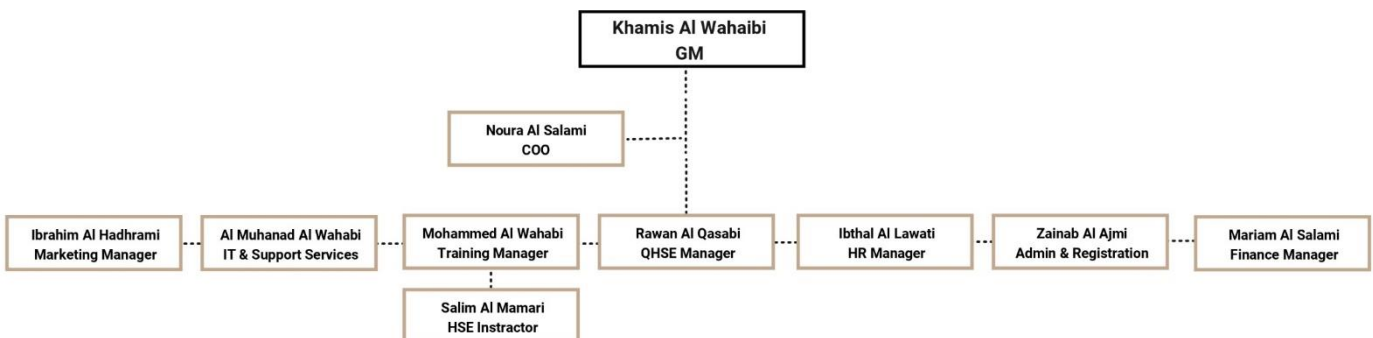 Khamis Al Wahaibi
GM
Noura Al Salami
COO
Ibrahim Al Hadhrami
Marketing Manager
Al Muhanad Al Wahabi
IT & Support Services
Mohammed Al Wahabi
Training Manager
Rawan Al Qasabi
QHSE Manager
Ibthal Al Lawati
HR Manager
Zainab Al Ajmi
Admin & Registration
Mariam Al Salami
Finance Manager
Salim Al Mamari
HSE Instractor